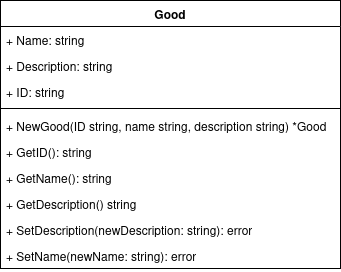 Good
+ Name: string
+ Description: string
+ ID: string
+ NewGood(ID string, name string, description string) *Good
+ GetID(): string
+ GetName(): string
+ GetDescription() string
+ SetDescription(newDescription: string): error
+ SetName(newName: string): error